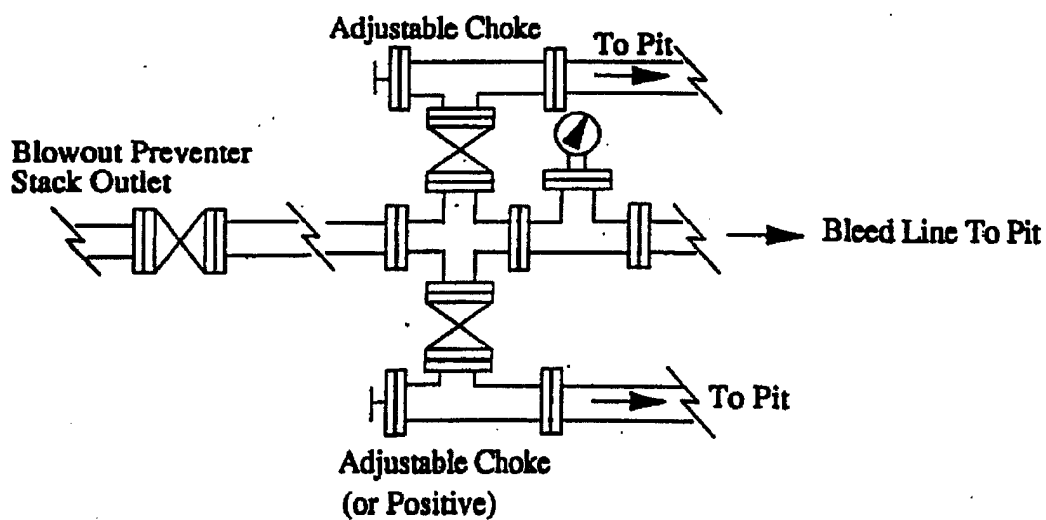 Adjustable Choke
To Pit
Blowout Preventer
Stack Outlet
Bleed Line To Pit
To Pit
Adjustable Choke
(or Positive)